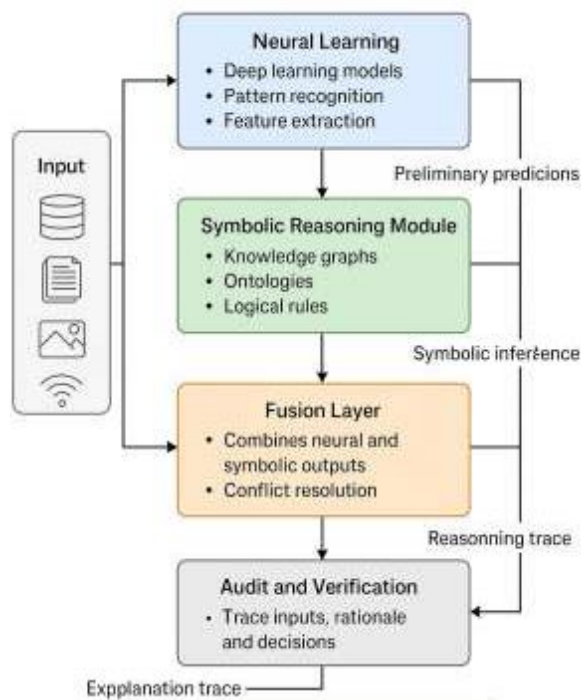 Neural Learning
• Deep learning models
• Pattern recognition
• Feature extraction
Input
Preliminary predicions
Symbolic Reasoning Module
• Knowledge graphs
• Ontologies
• Logical rules
Symbolic inference
Fusion Layer
• Combines neural and
symbolic outputs
• Conflict resolution
Reasonning trace
Audit and Verification
• Trace inputs, rationale
and decisions
Expplanation trace